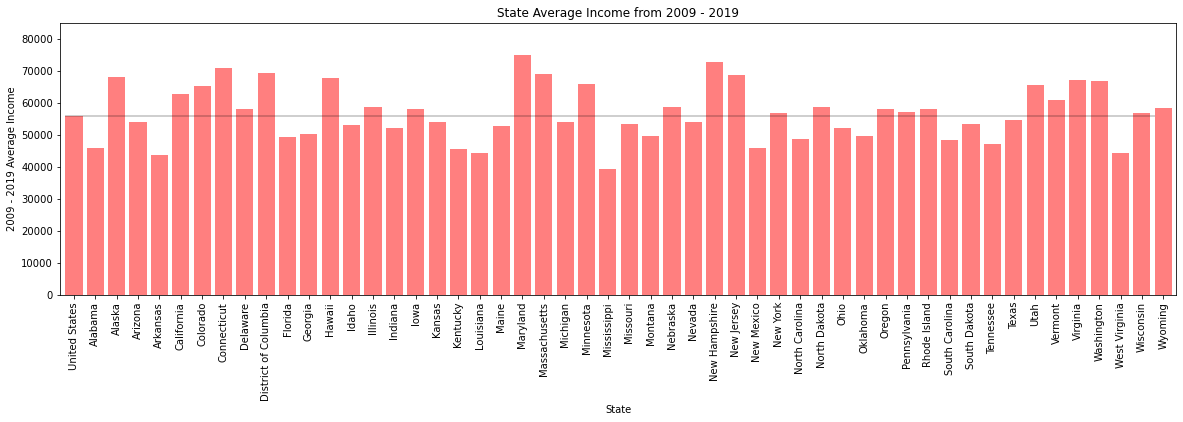 State Average Income from 2009 - 2019
2009 - 2019 Average Income
80000
70000
60000
50000
40000
30000
20000
10000
0
United States
Alabama
Alaska
Arizona
Arkansas
California
Colorado
Connecticut
Delaware
District of Columbia
Florida
Georgia
Hawaii
Idaho
Illinois
Indiana
Iowa
Kansas
Kentucky
Louisiana
Maine
Maryland
Massachusetts
Michigan
Minnesota
Mississippi
Missouri
Montana
Nebraska
Nevada
New Hampshire
New Jersey
New Mexico
New York
North Carolina
North Dakota
Ohio
Oklahoma
Oregon
Pennsylvania
Rhode Island
South Carolina
South Dakota
Tennessee
Texas
Utah
Vermont
Virginia
Washington
West Virginia
Wisconsin
Wyoming
State